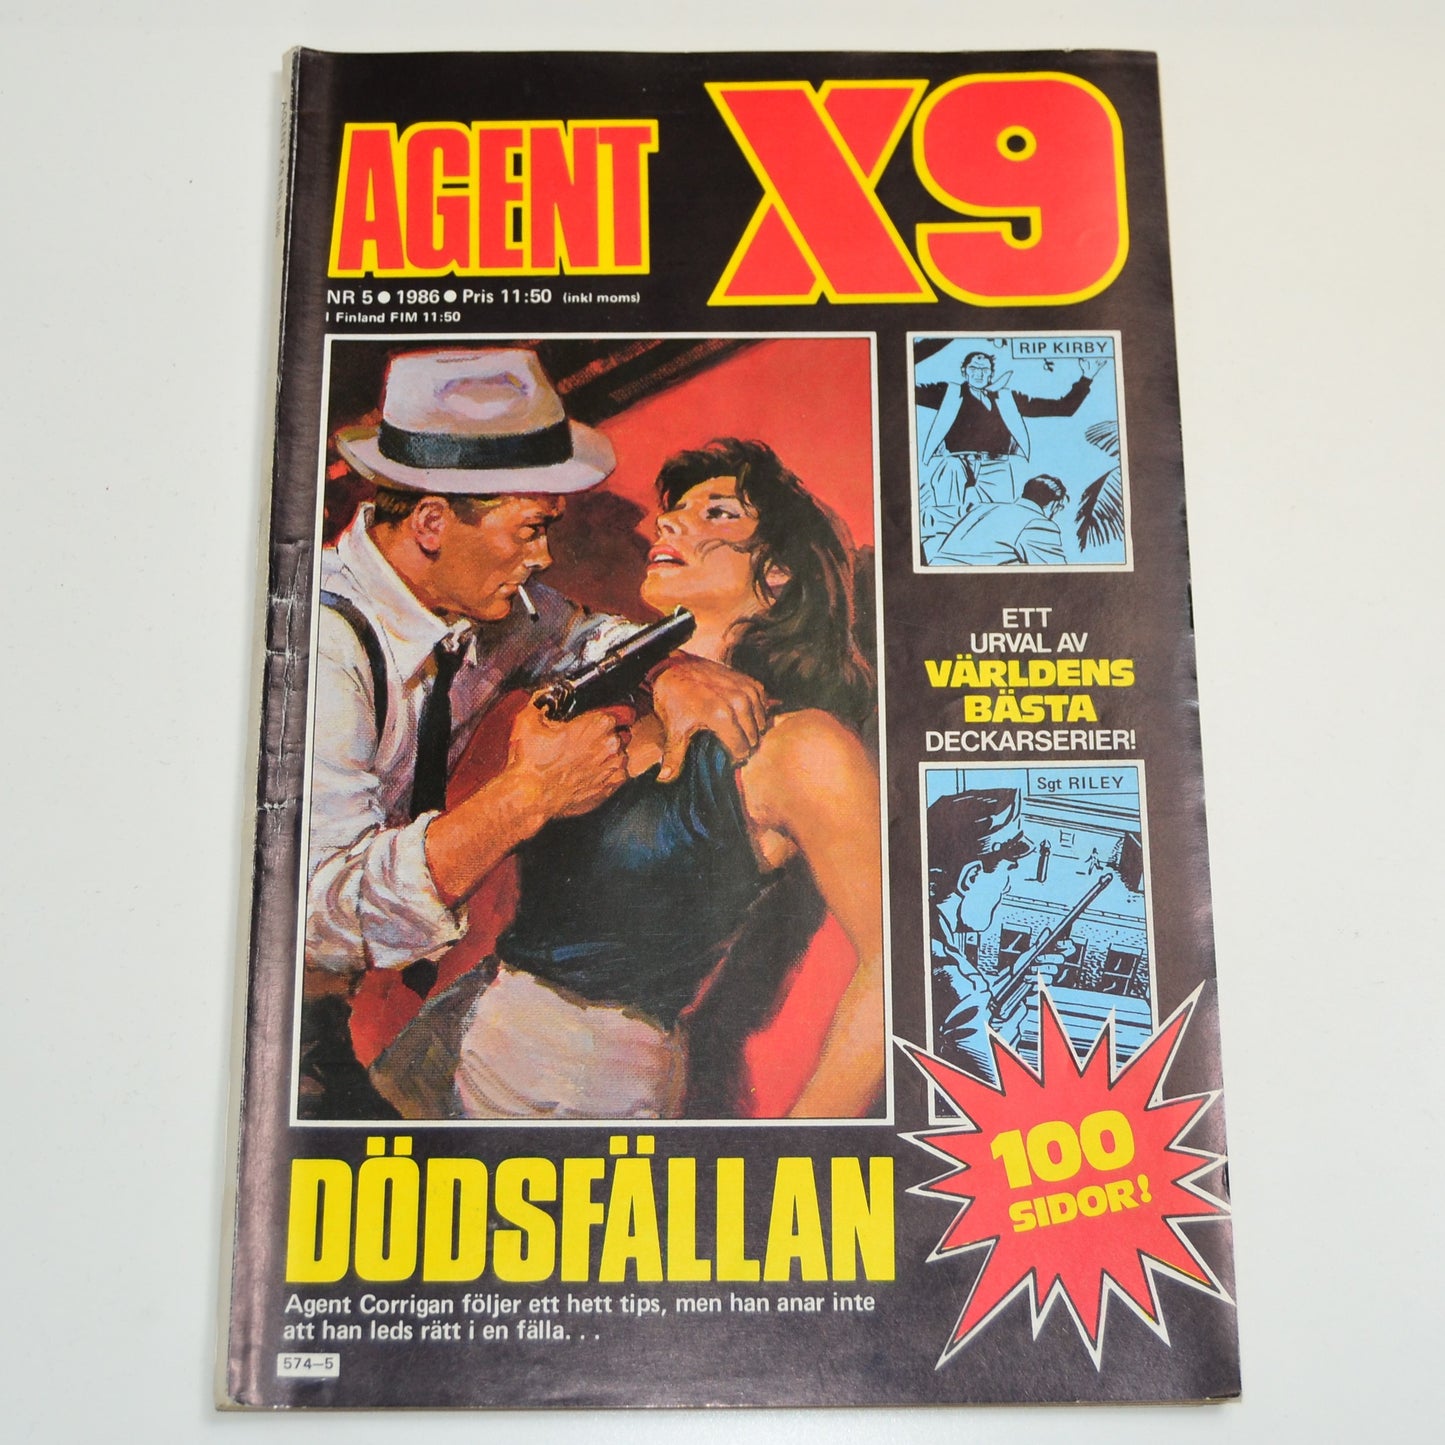 AGENT X9
NR 5 ● 1986 ● Pris 11:50 (inkl moms)
I Finland FIM 11:50
RIP KIRBY
ETT
URVAL AV
VÄRLDENS
BÄSTA
DECKARSERIER!
Sgt RILEY
100
SIDOR!
DÖDSFÄLLAN
Agent Corrigan följer ett hett tips, men han anar inte
att han leds rätt i en fälla. . .
574–5